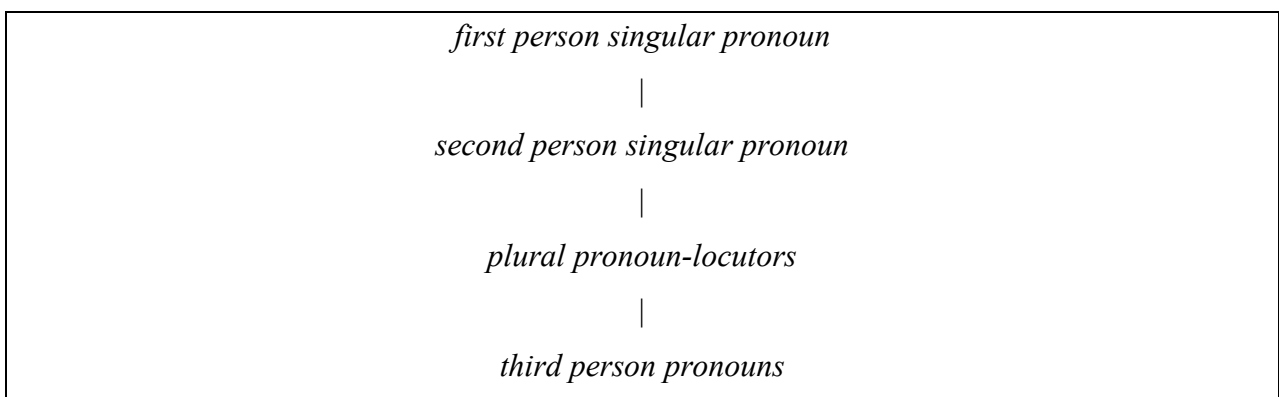 first person singular pronoun
|
second person singular pronoun
|
plural pronoun-locutors
|
third person pronouns